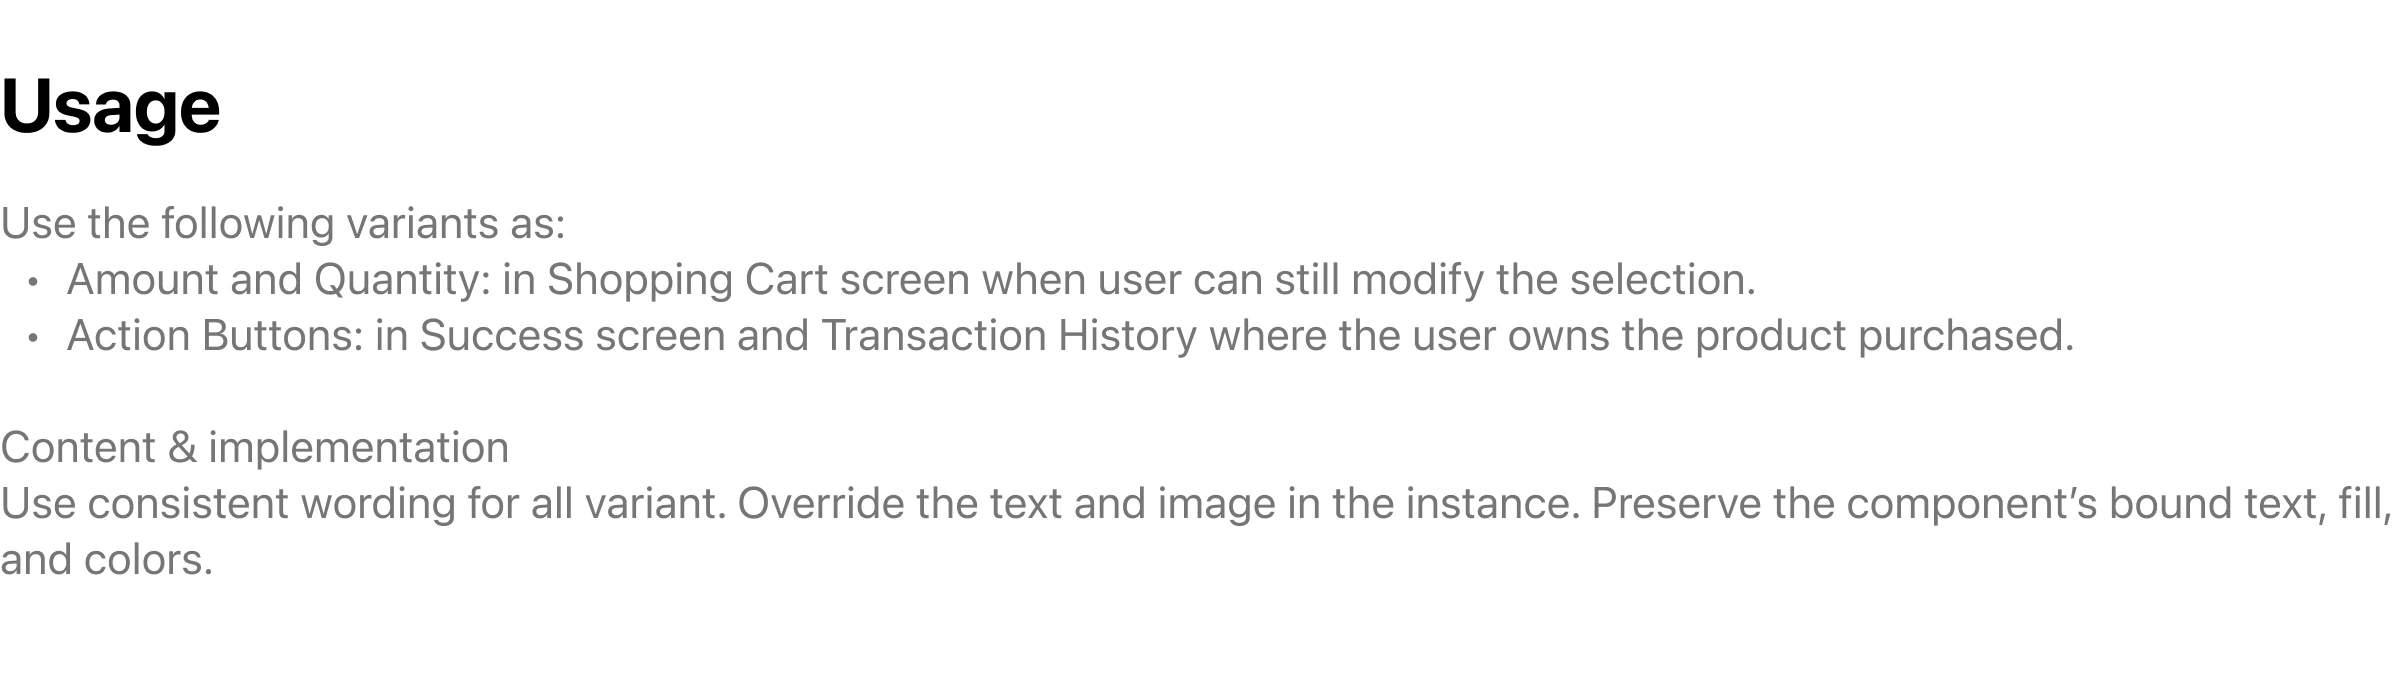 Usage
Use the following variants as:
• Amount and Quantity: in Shopping Cart screen when user can still modify the selection.
• Action Buttons: in Success screen and Transaction History where the user owns the product purchased.
Content & implementation
Use consistent wording for all variant. Override the text and image in the instance. Preserve the component’s bound text, fill,
and colors.